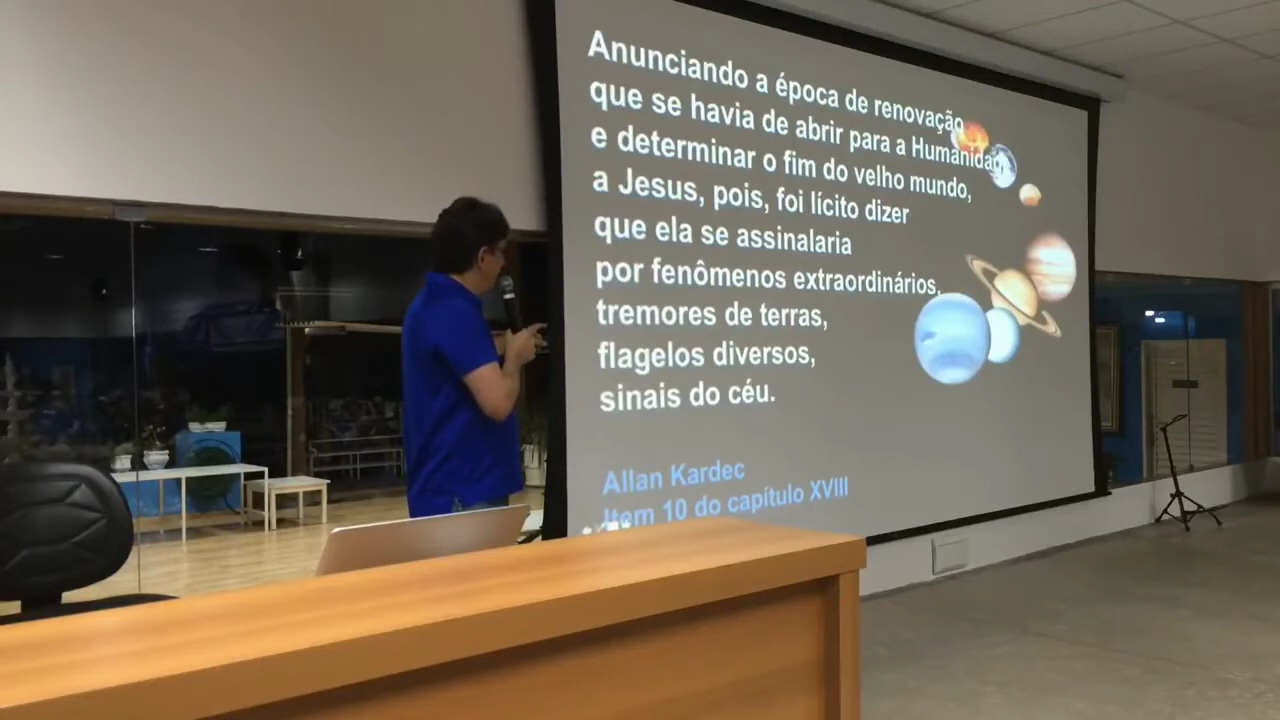 Anunciando a época de renovação
que se havia de abrir para a Humanidade
e determinar o fim do velho mundo,
a Jesus, pois, foi lícito dizer
que ela se assinalaria
por fenômenos extraordinários,
tremores de terras,
flagelos diversos,
sinais do céu.
Allan Kardec
Item 10 do capítulo XVIII